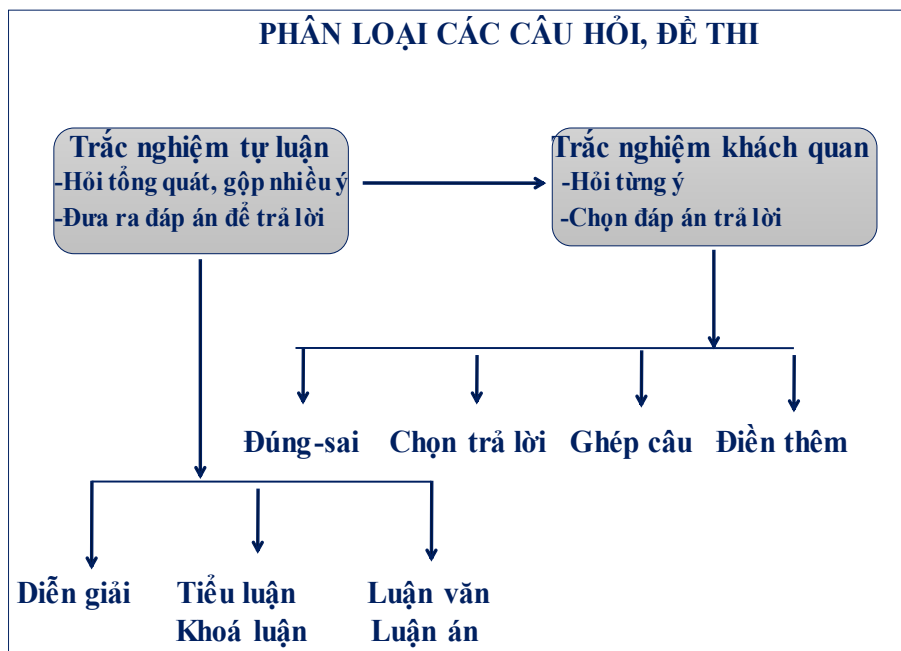 PHÂN LOẠI CÁC CÂU HỎI, ĐỀ THI
Trắc nghiệm tự luận
-Hỏi tổng quát, gộp nhiều ý
-Đưa ra đáp án để trả lời
Trắc nghiệm khách quan
-Hỏi từng ý
-Chọn đáp án trả lời
Đúng-sai
Chọn trả lời
Ghép câu
Điền thêm
Diễn giải
Tiểu luận
Khoá luận
Luận văn
Luận án